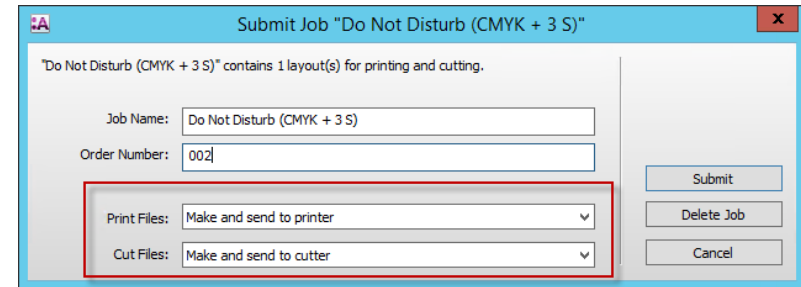 :A
Submit Job "Do Not Disturb (CMYK + 3 S)"
x
"Do Not Disturb (CMYK + 3 S)" contains 1 layout(s) for printing and cutting.
Job Name: Do Not Disturb (CMYK + 3 S)
Order Number: 002
Submit
Print Files: Make and send to printer
Delete Job
Cut Files: Make and send to cutter
Cancel